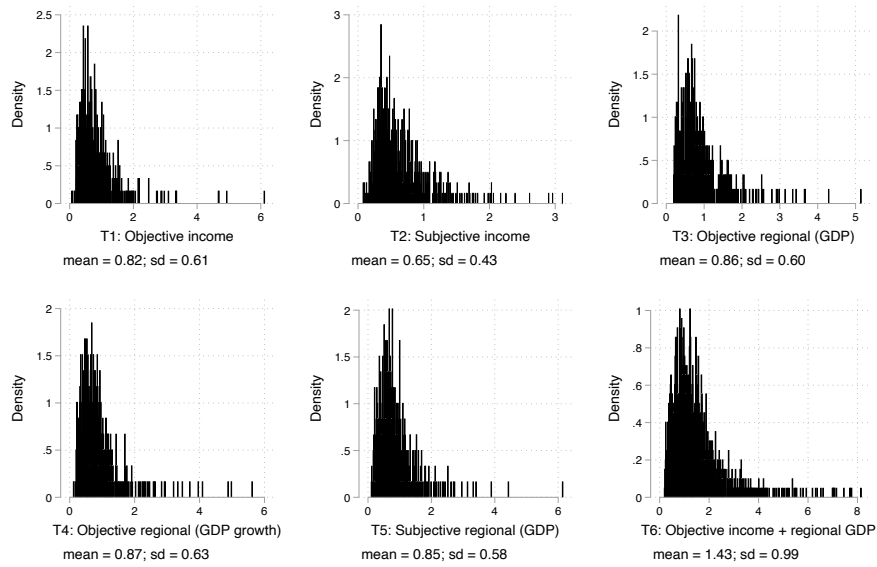 2.5
2
1.5
1
.5
0
Density
0 2 4 6
T1: Objective income
mean = 0.82; sd = 0.61
3
2
1
0
Density
0 1 2 3
T2: Subjective income
mean = 0.65; sd = 0.43
2
1.5
1
.5
0
Density
0 1 2 3 4 5
T3: Objective regional (GDP)
mean = 0.86; sd = 0.60
2
1.5
1
.5
0
Density
0 2 4 6
T4: Objective regional (GDP growth)
mean = 0.87; sd = 0.63
2
1.5
1
.5
0
Density
0 2 4 6
T5: Subjective regional (GDP)
mean = 0.85; sd = 0.58
1
.8
.6
.4
.2
0
Density
0 2 4 6 8
T6: Objective income + regional GDP
mean = 1.43; sd = 0.99